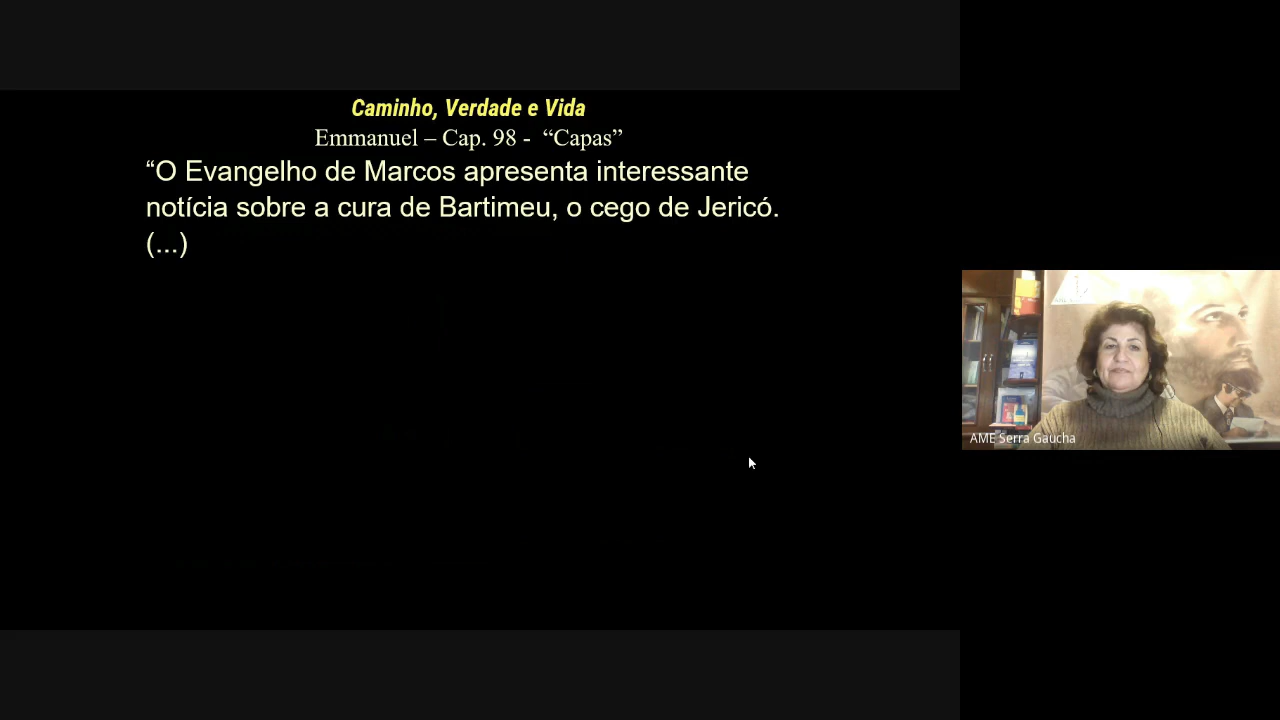 Caminho, Verdade e Vida
Emmanuel – Cap. 98 - “Capas”
“O Evangelho de Marcos apresenta interessante
notícia sobre a cura de Bartimeu, o cego de Jericó.
(...)
AME Serra Gaucha